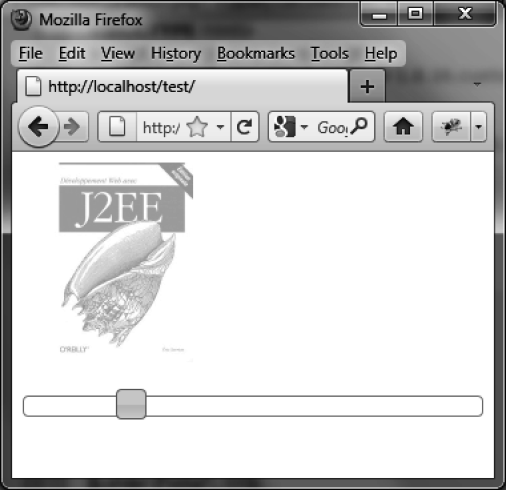 Mozilla Firefox
File Edit View History Bookmarks Tools Help
http://localhost/test/
http:/ Goo
Développement Web avec
J2EE
O'REILLY